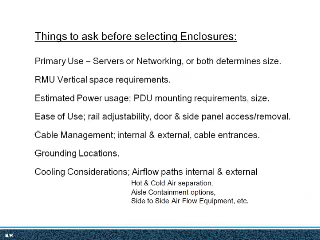 Things to ask before selecting Enclosures:
Primary Use – Servers or Networking, or both determines size.
RMU Vertical space requirements.
Estimated Power usage; PDU mounting requirements, size.
Ease of Use; rail adjustability, door & side panel access/removal.
Cable Management; internal & external, cable entrances.
Grounding Locations.
Cooling Considerations; Airflow paths internal & external
Hot & Cold Air separation,
Aisle Containment options,
Side to Side Air Flow Equipment, etc.